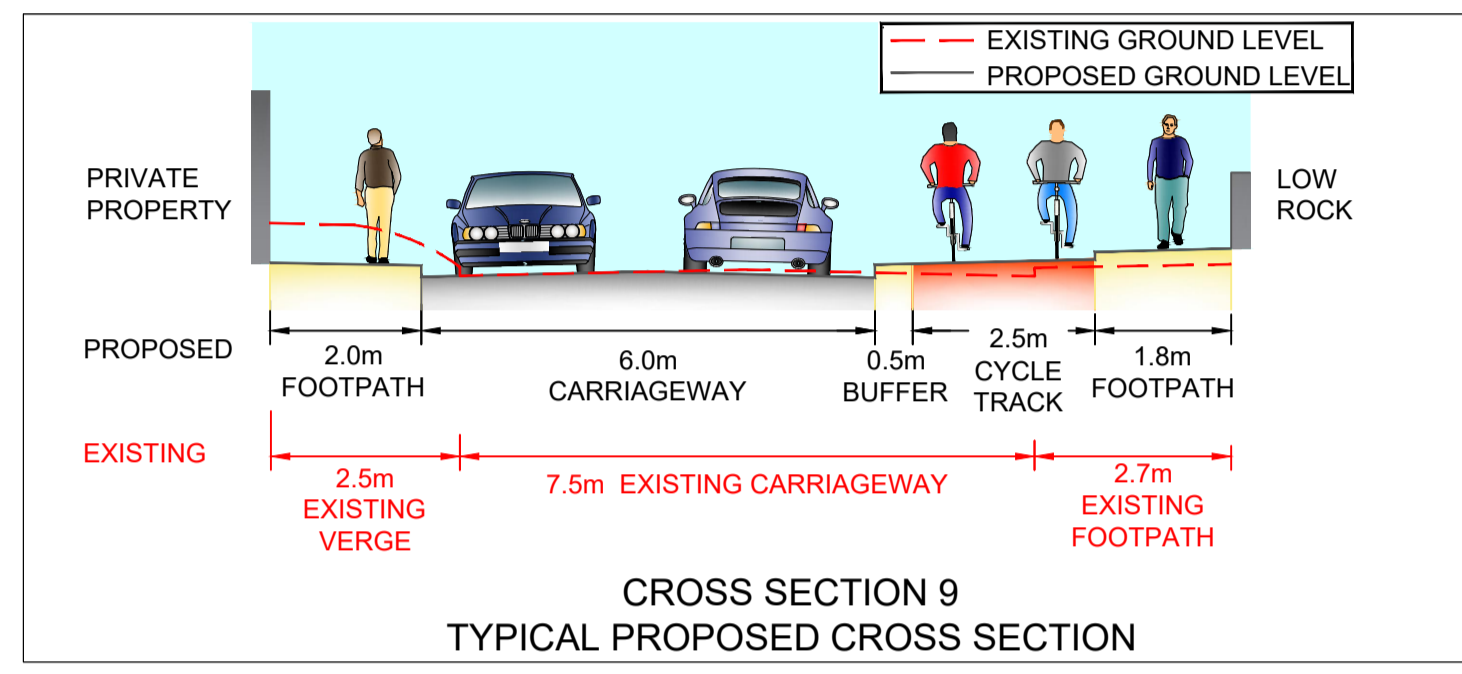 EXISTING GROUND LEVEL
PROPOSED GROUND LEVEL
PRIVATE
PROPERTY
LOW
ROCK
PROPOSED
2.0m
FOOTPATH
6.0m
CARRIAGEWAY
0.5m
BUFFER
2.5m
CYCLE
TRACK
1.8m
FOOTPATH
EXISTING
2.5m
EXISTING
VERGE
7.5m EXISTING CARRIAGEWAY
2.7m
EXISTING
FOOTPATH
CROSS SECTION 9
TYPICAL PROPOSED CROSS SECTION